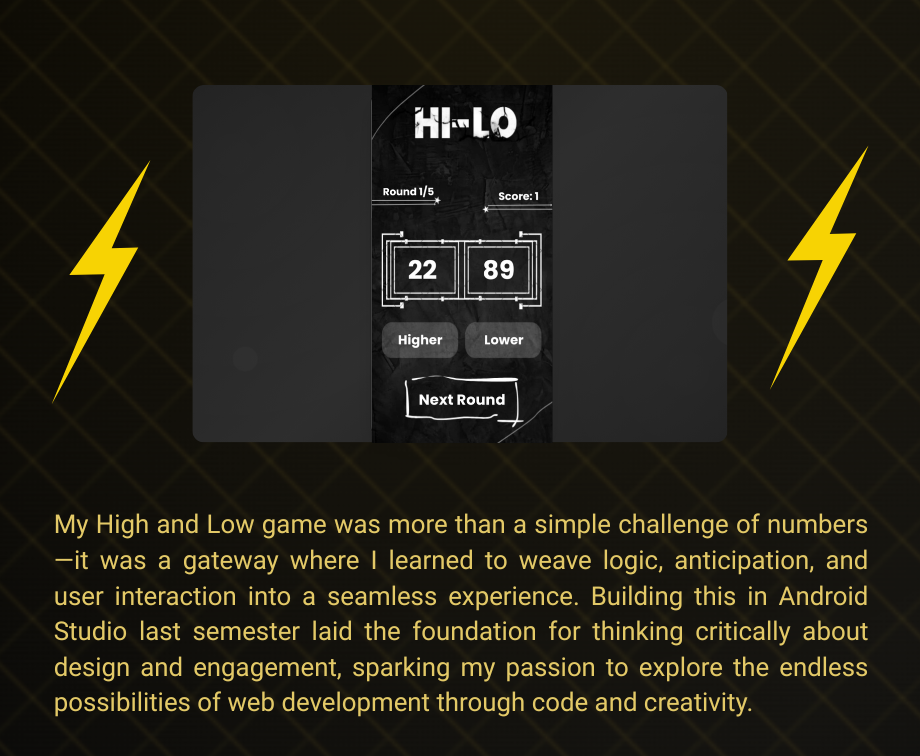 HI-LO
Round 1/5
Score: 1
22 89
Higher Lower
Next Round
My High and Low game was more than a simple challenge of numbers
—it was a gateway where I learned to weave logic, anticipation, and
user interaction into a seamless experience. Building this in Android
Studio last semester laid the foundation for thinking critically about
design and engagement, sparking my passion to explore the endless
possibilities of web development through code and creativity.